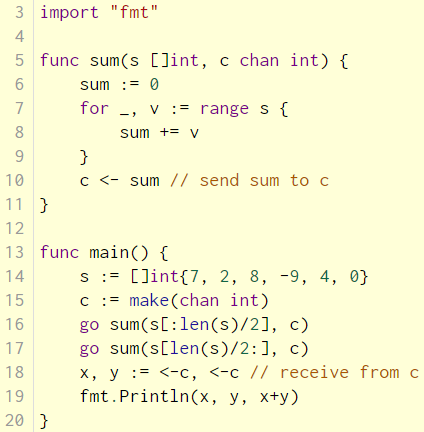 3 import "fmt"
4
5 func sum(s []int, c chan int) {
6     sum := 0
7     for _, v := range s {
8         sum += v
9     }
10     c <- sum // send sum to c
11 }
12
13 func main() {
14     s := []int{7, 2, 8, -9, 4, 0}
15     c := make(chan int)
16     go sum(s[:len(s)/2], c)
17     go sum(s[len(s)/2:], c)
18     x, y := <-c, <-c // receive from c
19     fmt.Println(x, y, x+y)
20 }